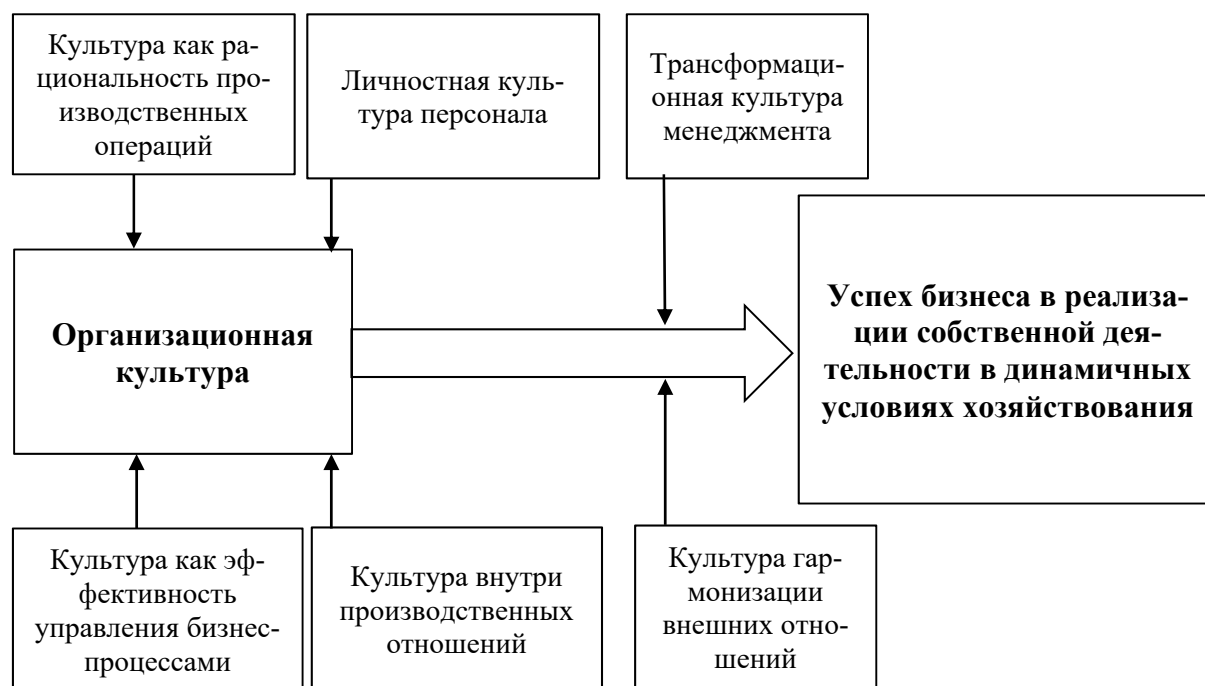 Культура как ра-
циональность про-
изводственных
операций
Личностная куль-
тура персонала
Трансформаци-
онная культура
менеджмента
Организационная
культура
Успех бизнеса в реализа-
ции собственной дея-
тельности в динамичных
условиях хозяйствования
Культура как эф-
фективность
управления бизнес-
процессами
Культура внутри
производственных
отношений
Культура гар-
монизации
внешних отно-
шений